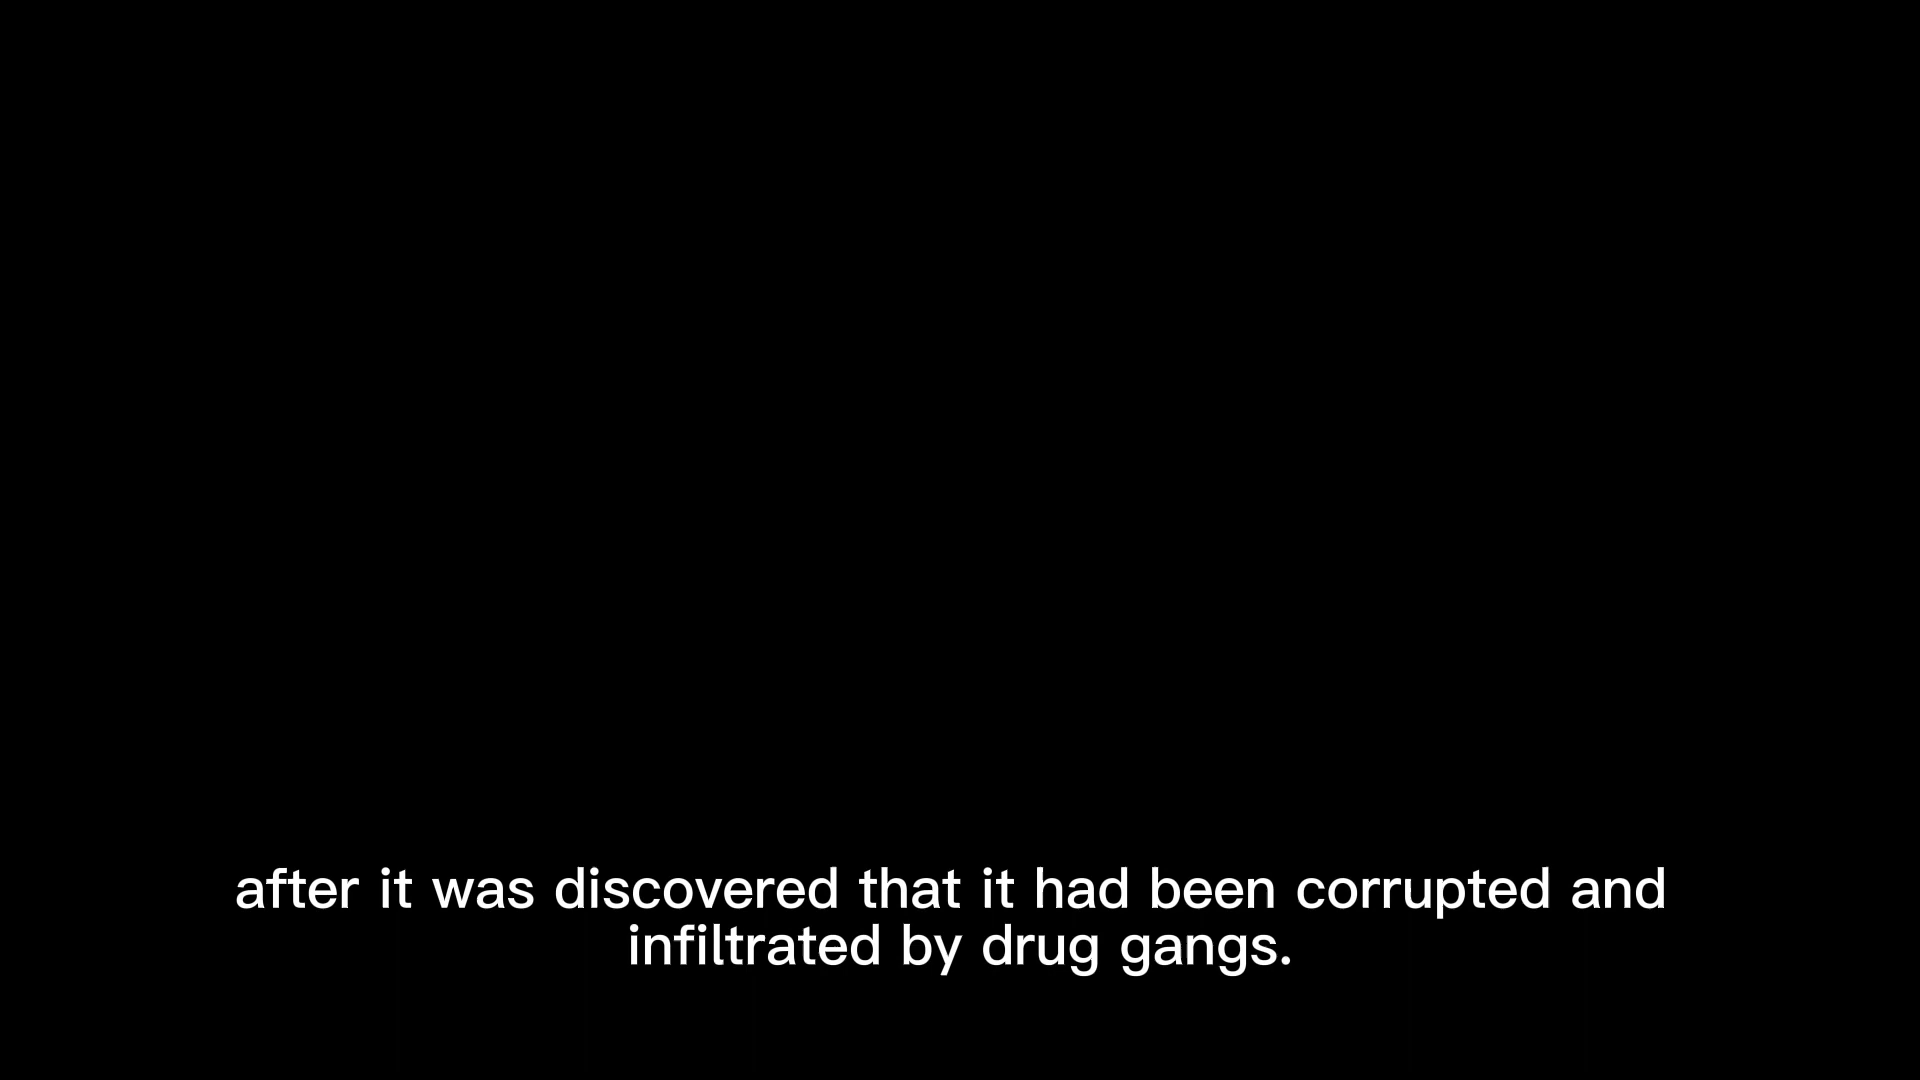 after it was discovered that it had been corrupted and
infiltrated by drug gangs.